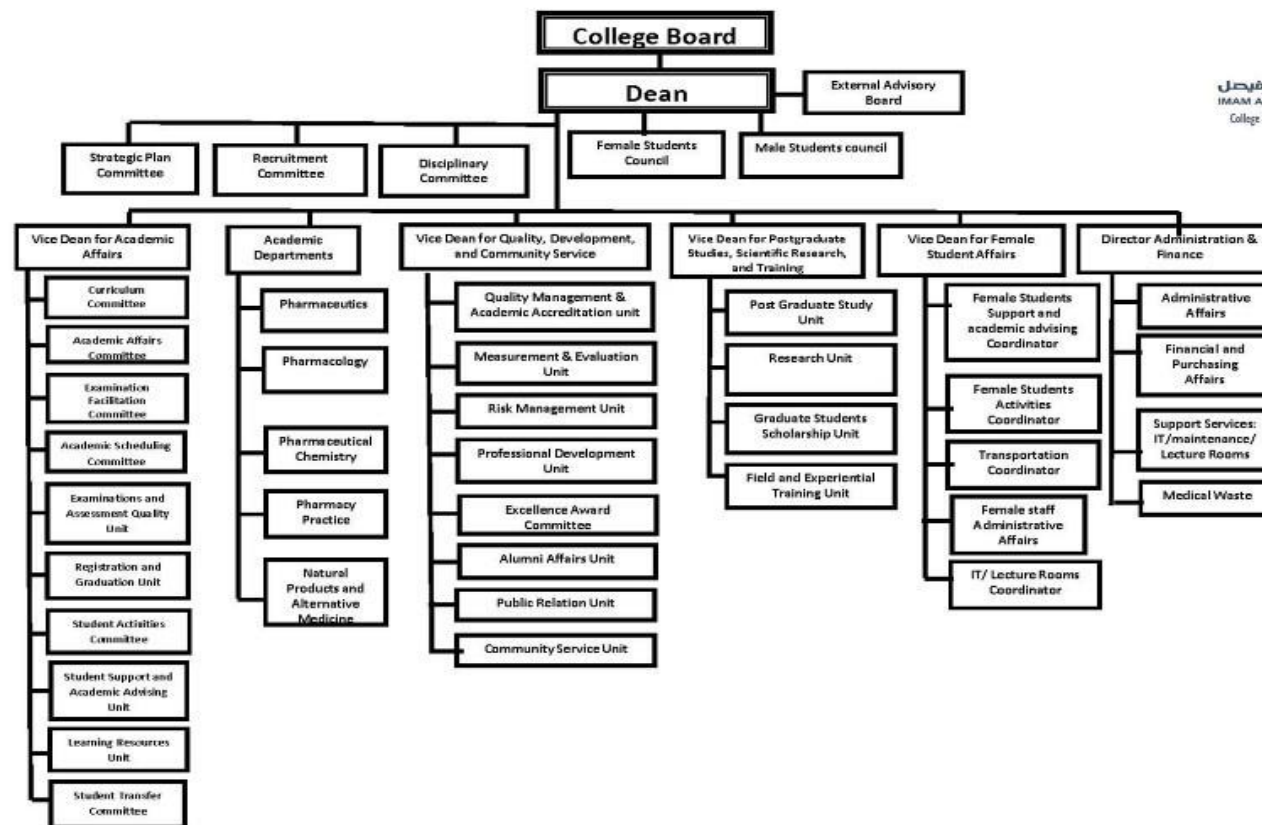 College Board
Dean
External Advisory
Board
فيصل
IMAM A
College
Strategic Plan
Committee
Recruitment
Committee
Disciplinary
Committee
Female Students
Council
Male Students council
Vice Dean for Academic
Affairs
Curriculum
Committee
Academic Affairs
Committee
Examination
Facilitation
Committee
Academic Scheduling
Committee
Examinations and
Assessment Quality
Unit
Registration and
Graduation Unit
Student Activities
Committee
Student Support and
Academic Advising
Unit
Learning Resources
Unit
Student Transfer
Committee
Academic
Departments
Pharmaceutics
Pharmacology
Pharmaceutical
Chemistry
Pharmacy
Practice
Natural
Products and
Alternative
Medicine
Vice Dean for Quality, Development,
and Community Service
Quality Management &
Academic Accreditation unit
Measurement & Evaluation
Unit
Risk Management Unit
Professional Development
Unit
Excellence Award
Committee
Alumni Affairs Unit
Public Relation Unit
Community Service Unit
Vice Dean for Postgraduate
Studies, Scientific Research,
and Training
Post Graduate Study
Unit
Research Unit
Graduate Students
Scholarship Unit
Field and Experiential
Training Unit
Vice Dean for Female
Student Affairs
Female Students
Support and
academic advising
Coordinator
Female Students
Activities
Coordinator
Transportation
Coordinator
Female staff
Administrative
Affairs
IT/ Lecture Rooms
Coordinator
Director Administration &
Finance
Administrative
Affairs
Financial and
Purchasing
Affairs
Support Services:
IT/maintenance/
Lecture Rooms
Medical Waste